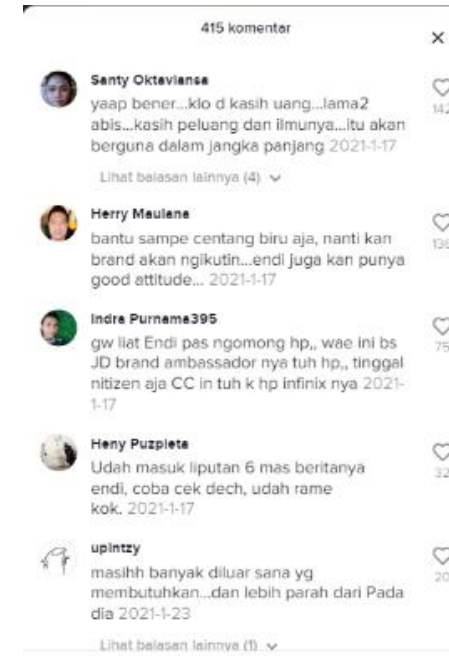 415 komentar
Santy Oktaviansa
yaap bener...klo d kasih uang...lama2
abis...kasih peluang dan ilmunya...itu akan
berguna dalam jangka panjang 2021-1-17
142
Lihat balasan lainnya (4)
Herry Maulana
bantu sampe centang biru aja, nanti kan
brand akan ngikutin...endi juga kan punya
good attitude... 2021-1-17
Indra Purnama395
gw liat Endi pas ngomong hp,, wae ini bs
JD brand ambassador nya tuh hp,, tinggal
nitizen aja CC in tuh k hp infinix nya 2021-
1-17
75
Heny Puzpieta
Udah masuk liputan 6 mas beritanya
endi, coba cek dech, udah rame
kok. 2021-1-17
32
upintzy
masihh banyak diluar sana yg
membutuhkan...dan lebih parah dari Pada
dia 2021-1-23
20
Lihat balasan lainnya (1)